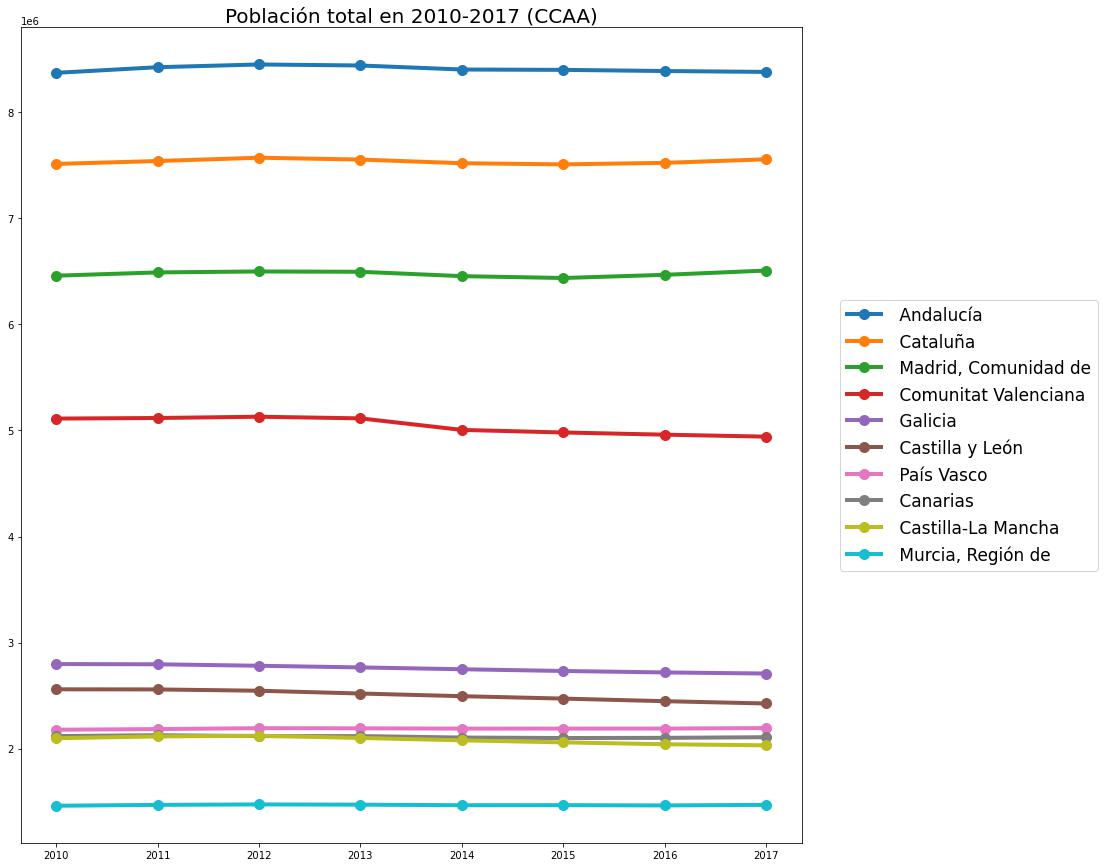 Población total en 2010-2017 (CCAA)
1e6
8
7
6
5
4
3
2
2010 2011 2012 2013 2014 2015 2016 2017
Andalucía
Cataluña
Madrid, Comunidad de
Comunitat Valenciana
Galicia
Castilla y León
País Vasco
Canarias
Castilla-La Mancha
Murcia, Región de